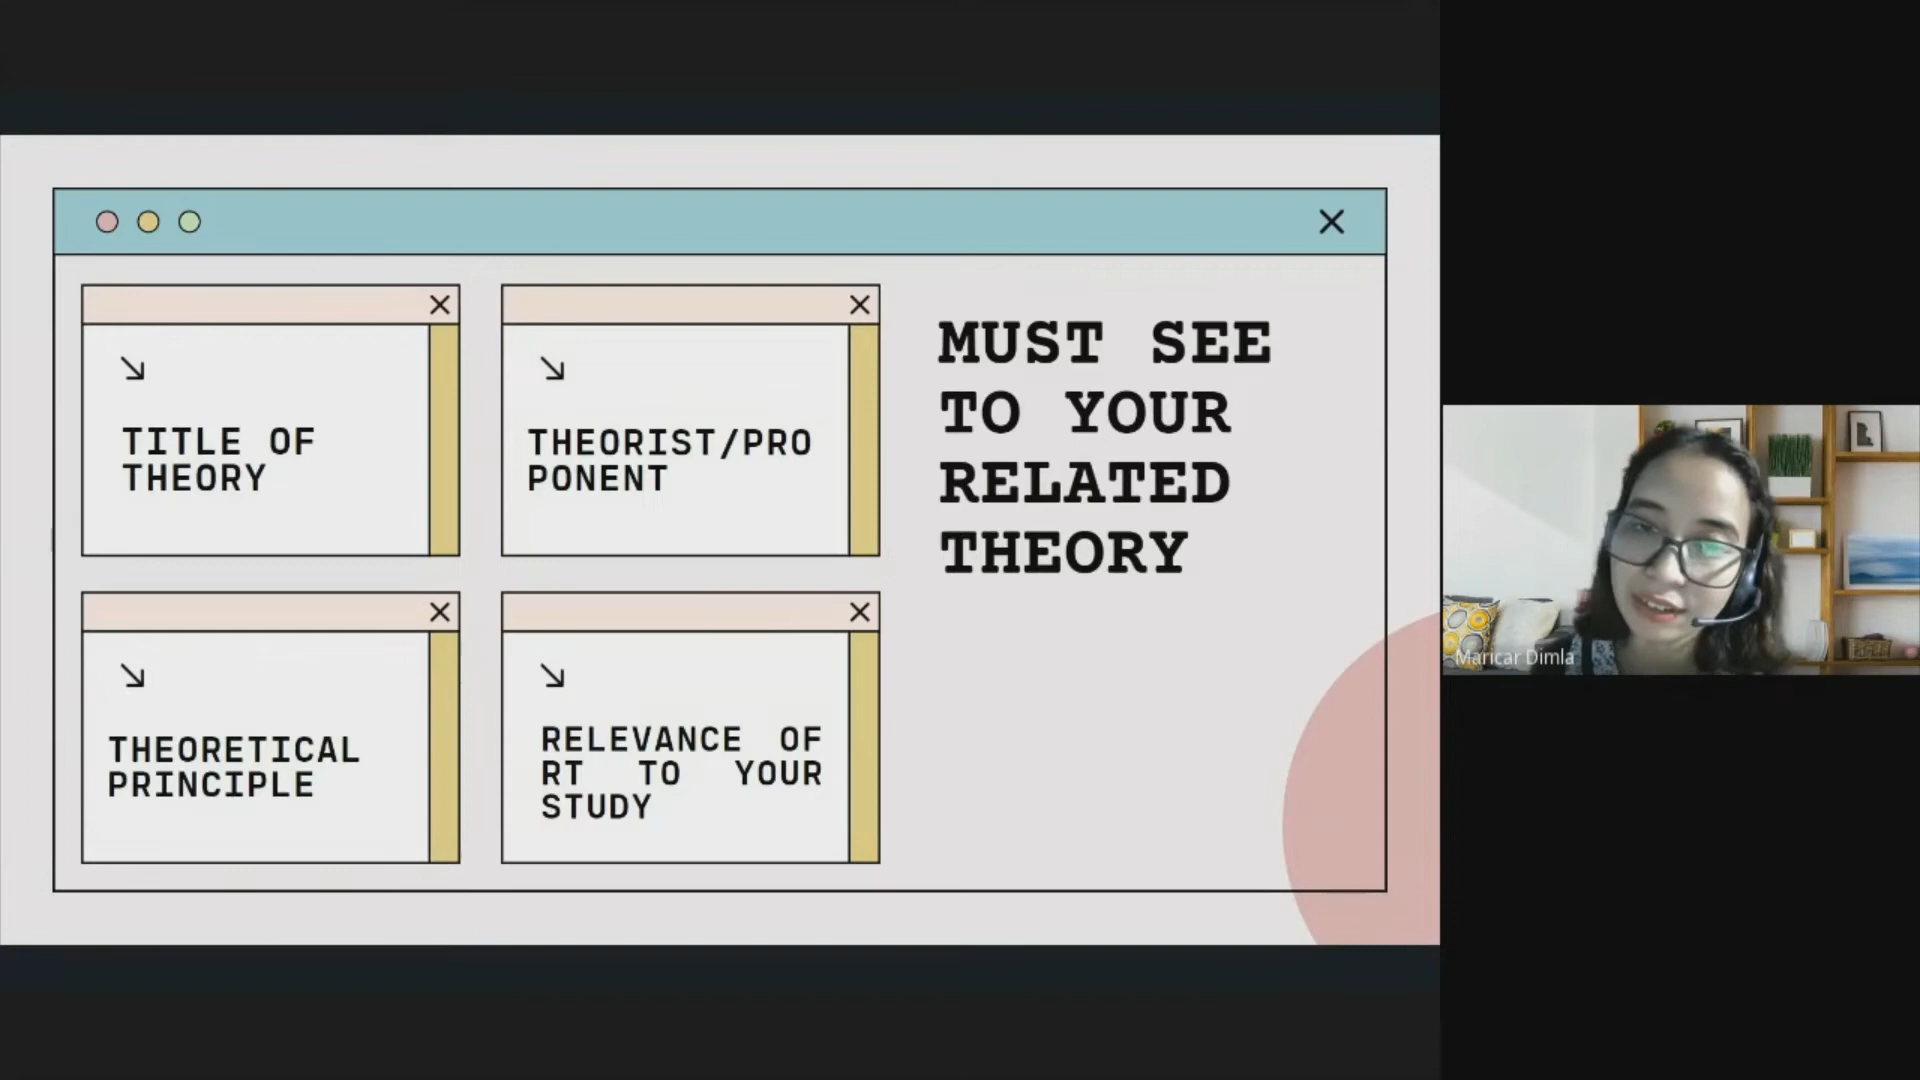 TITLE OF
THEORY
THEORIST/PRO
PONENT
MUST SEE
TO YOUR
RELATED
THEORY
THEORETICAL
PRINCIPLE
RELEVANCE OF
RT TO YOUR
STUDY
Maricar Dimla